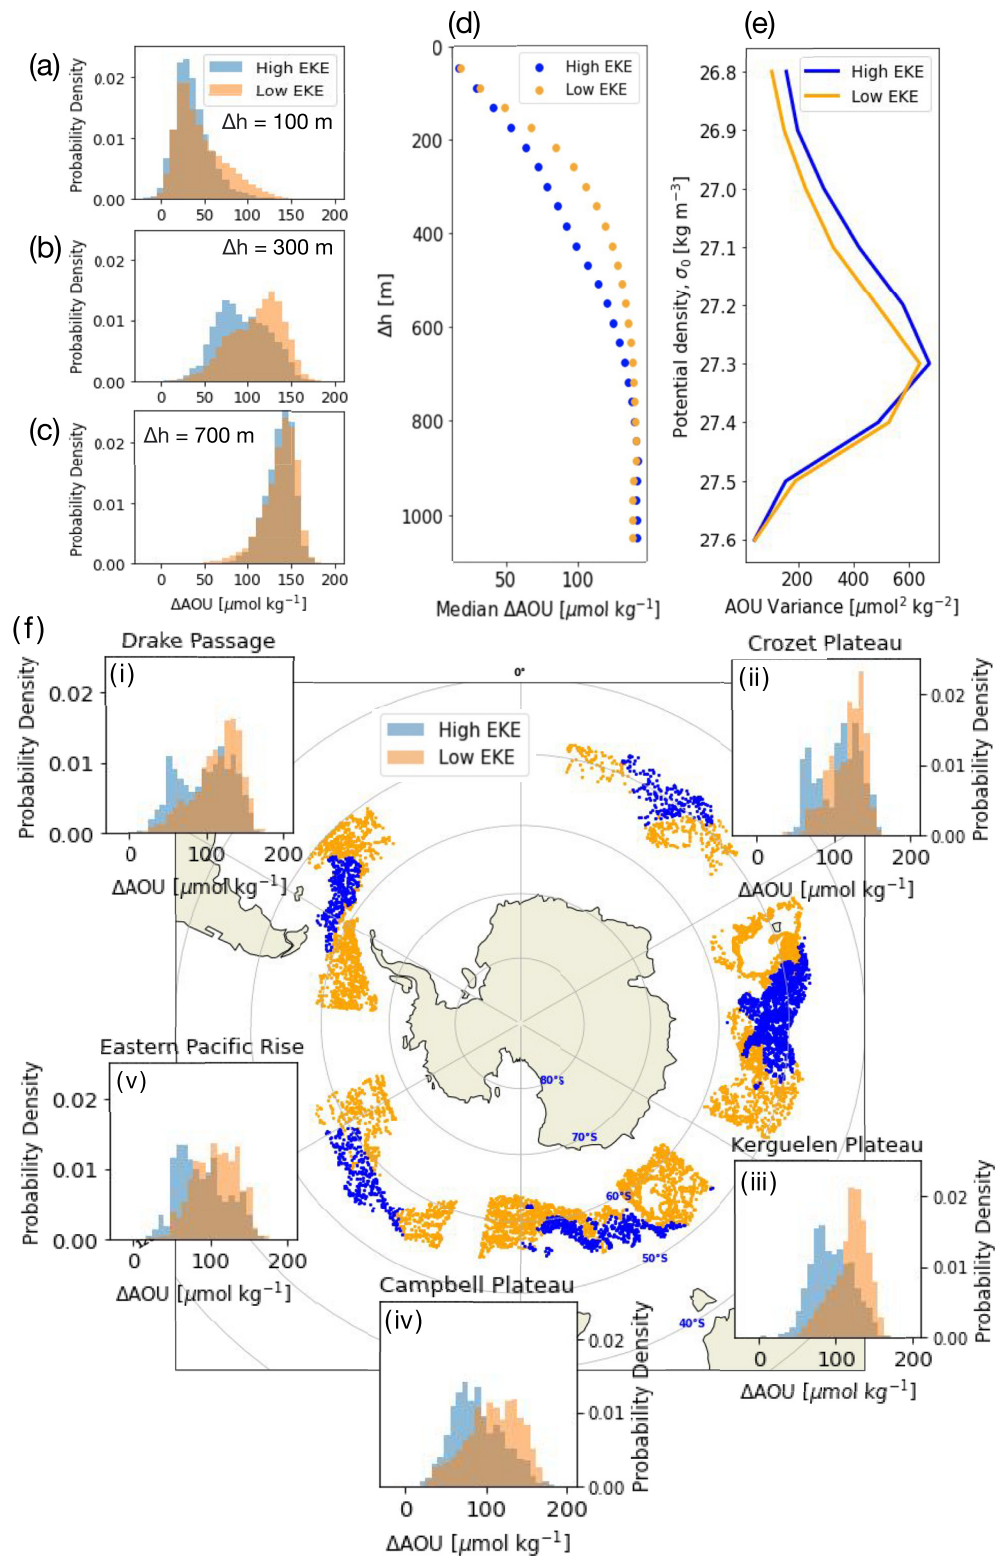 (a)
Probability Density
0.02
0.01
0.00
High EKE
Low EKE
Δh = 100 m
0 50 100 150 200
(b)
Probability Density
0.02
0.01
0.00
Δh = 300 m
0 50 100 150 200
(c)
Probability Density
0.02
0.01
0.00
Δh = 700 m
0 50 100 150 200
ΔAOU [μmol kg⁻¹]
(d)
Δh [m]
0
200
400
600
800
1000
High EKE
Low EKE
50 100
Median ΔAOU [μmol kg⁻¹]
(e)
Potential density, σ₀ [kg m⁻³]
26.8
26.9
27.0
27.1
27.2
27.3
27.4
27.5
27.6
High EKE
Low EKE
200 400 600
AOU Variance [μmol² kg⁻²]
(f)
Drake Passage
(i)
Probability Density
0.02
0.01
0.00
0 100 200
ΔAOU [μmol kg⁻¹]
0°
High EKE
Low EKE
Crozet Plateau
(ii)
0.02
0.01
0.00
Probability Density
0 100 200
ΔAOU [μmol kg⁻¹]
80°S
70°S
60°S
50°S
40°S
Eastern Pacific Rise
(v)
Probability Density
0.02
0.01
0.00
0 100 200
ΔAOU [μmol kg⁻¹]
Kerguelen Plateau
(iii)
0.02
0.01
0.00
Probability Density
0 100 200
ΔAOU [μmol kg⁻¹]
Campbell Plateau
(iv)
0.02
0.01
0.00
Probability Density
0 100 200
ΔAOU [μmol kg⁻¹]